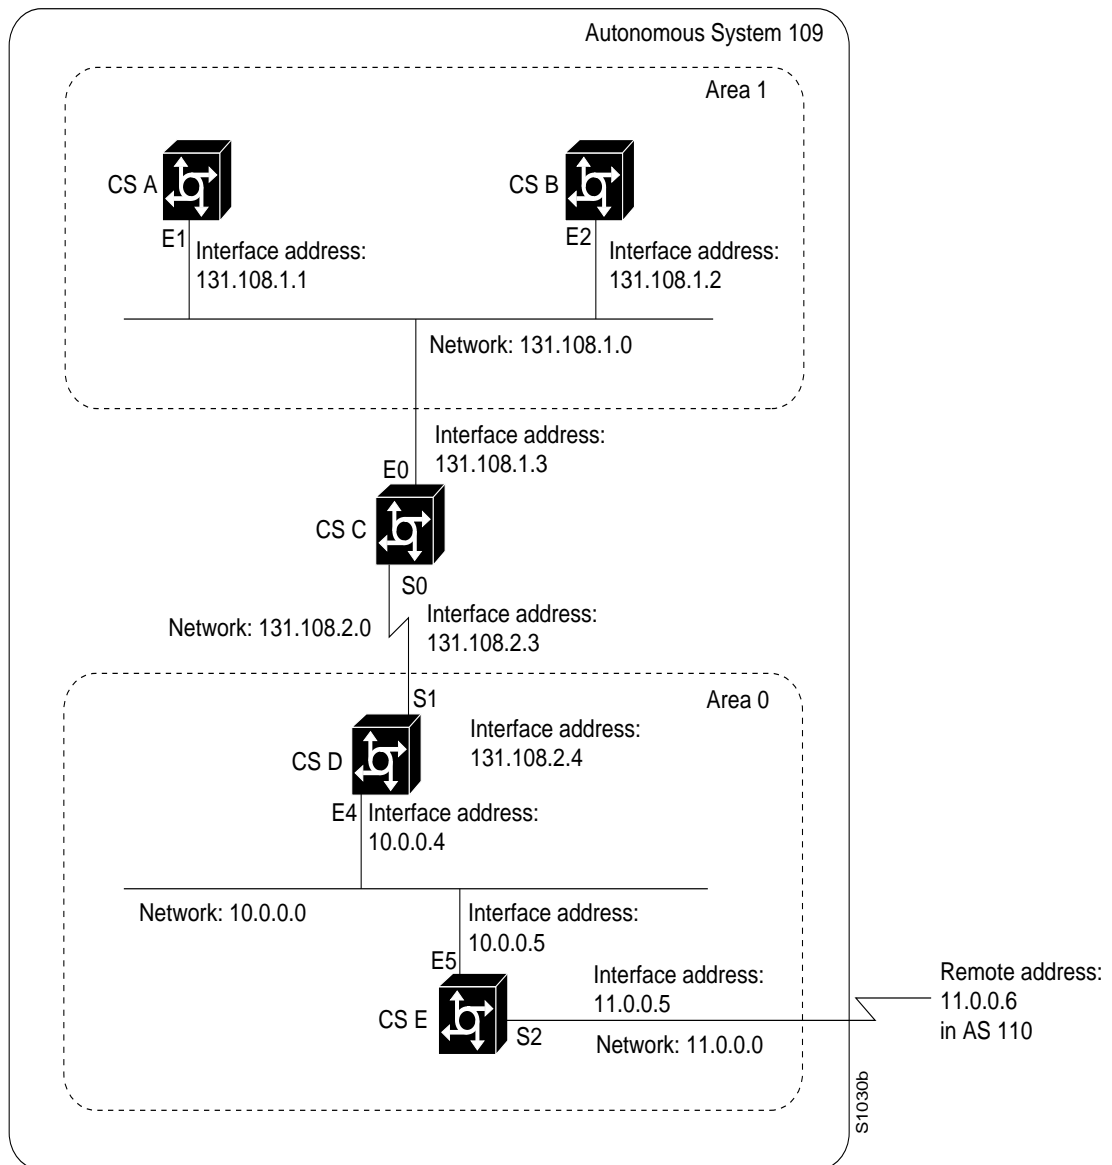 Autonomous System 109
Area 1
CS A
CS B
E1
Interface address:
131.108.1.1
E2
Interface address:
131.108.1.2
Network: 131.108.1.0
Interface address:
131.108.1.3
E0
CS C
S0
Network: 131.108.2.0
Interface address:
131.108.2.3
S1
Area 0
Interface address:
131.108.2.4
CS D
E4
Interface address:
10.0.0.4
Network: 10.0.0.0
Interface address:
10.0.0.5
E5
CS E
S2
Interface address:
11.0.0.5
Network: 11.0.0.0
Remote address:
11.0.0.6
in AS 110
S1030b